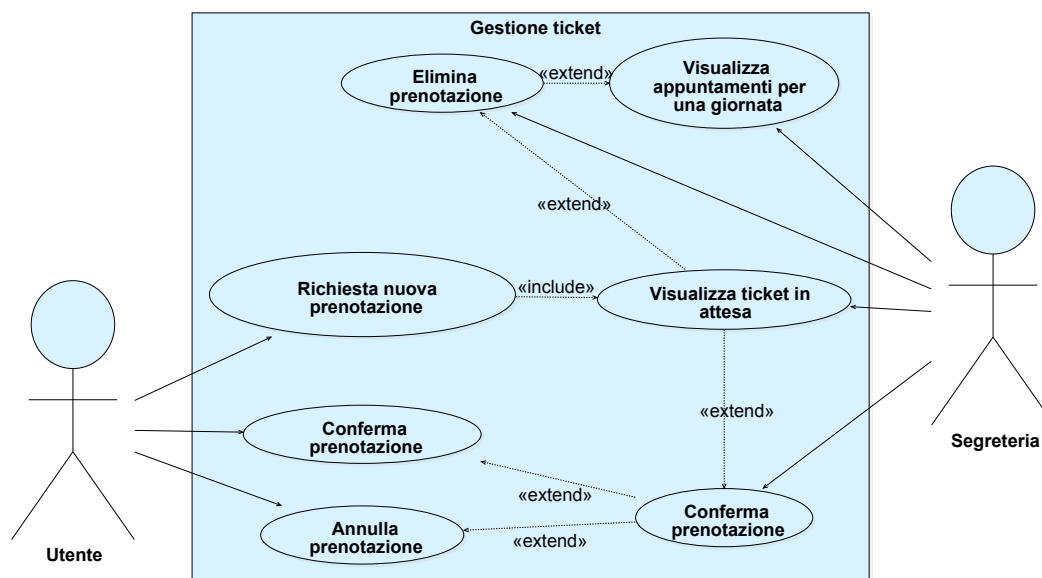 Gestione ticket
Elimina
prenotazione
«extend»
Visualizza
appuntamenti per
una giornata
«extend»
Richiesta nuova
prenotazione
«include»
Visualizza ticket in
attesa
«extend»
Conferma
prenotazione
Segreteria
«extend»
Conferma
prenotazione
Annulla
prenotazione
«extend»
Utente